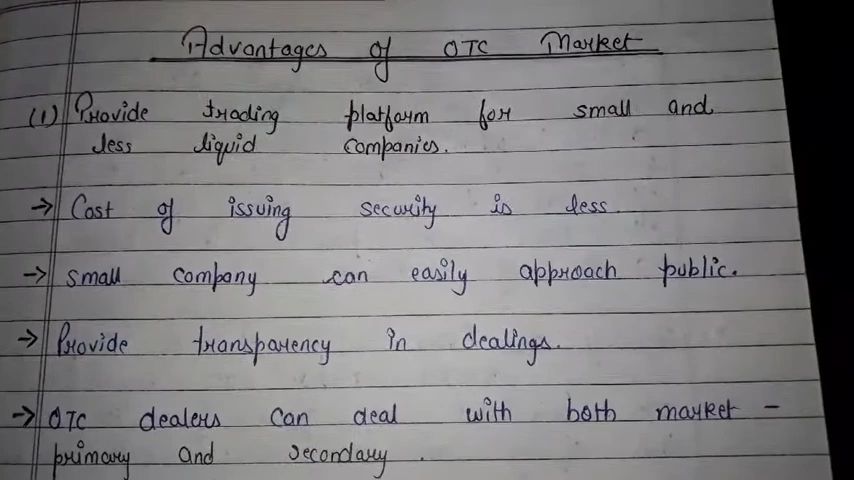 Advantages of OTC Market
(1) Provide trading platform for small and
less liquid companies.
→ Cost of issuing security is less.
→ small company can easily approach public.
→ Provide transparency in dealings.
→ OTC dealers can deal with both market -
primary and secondary.